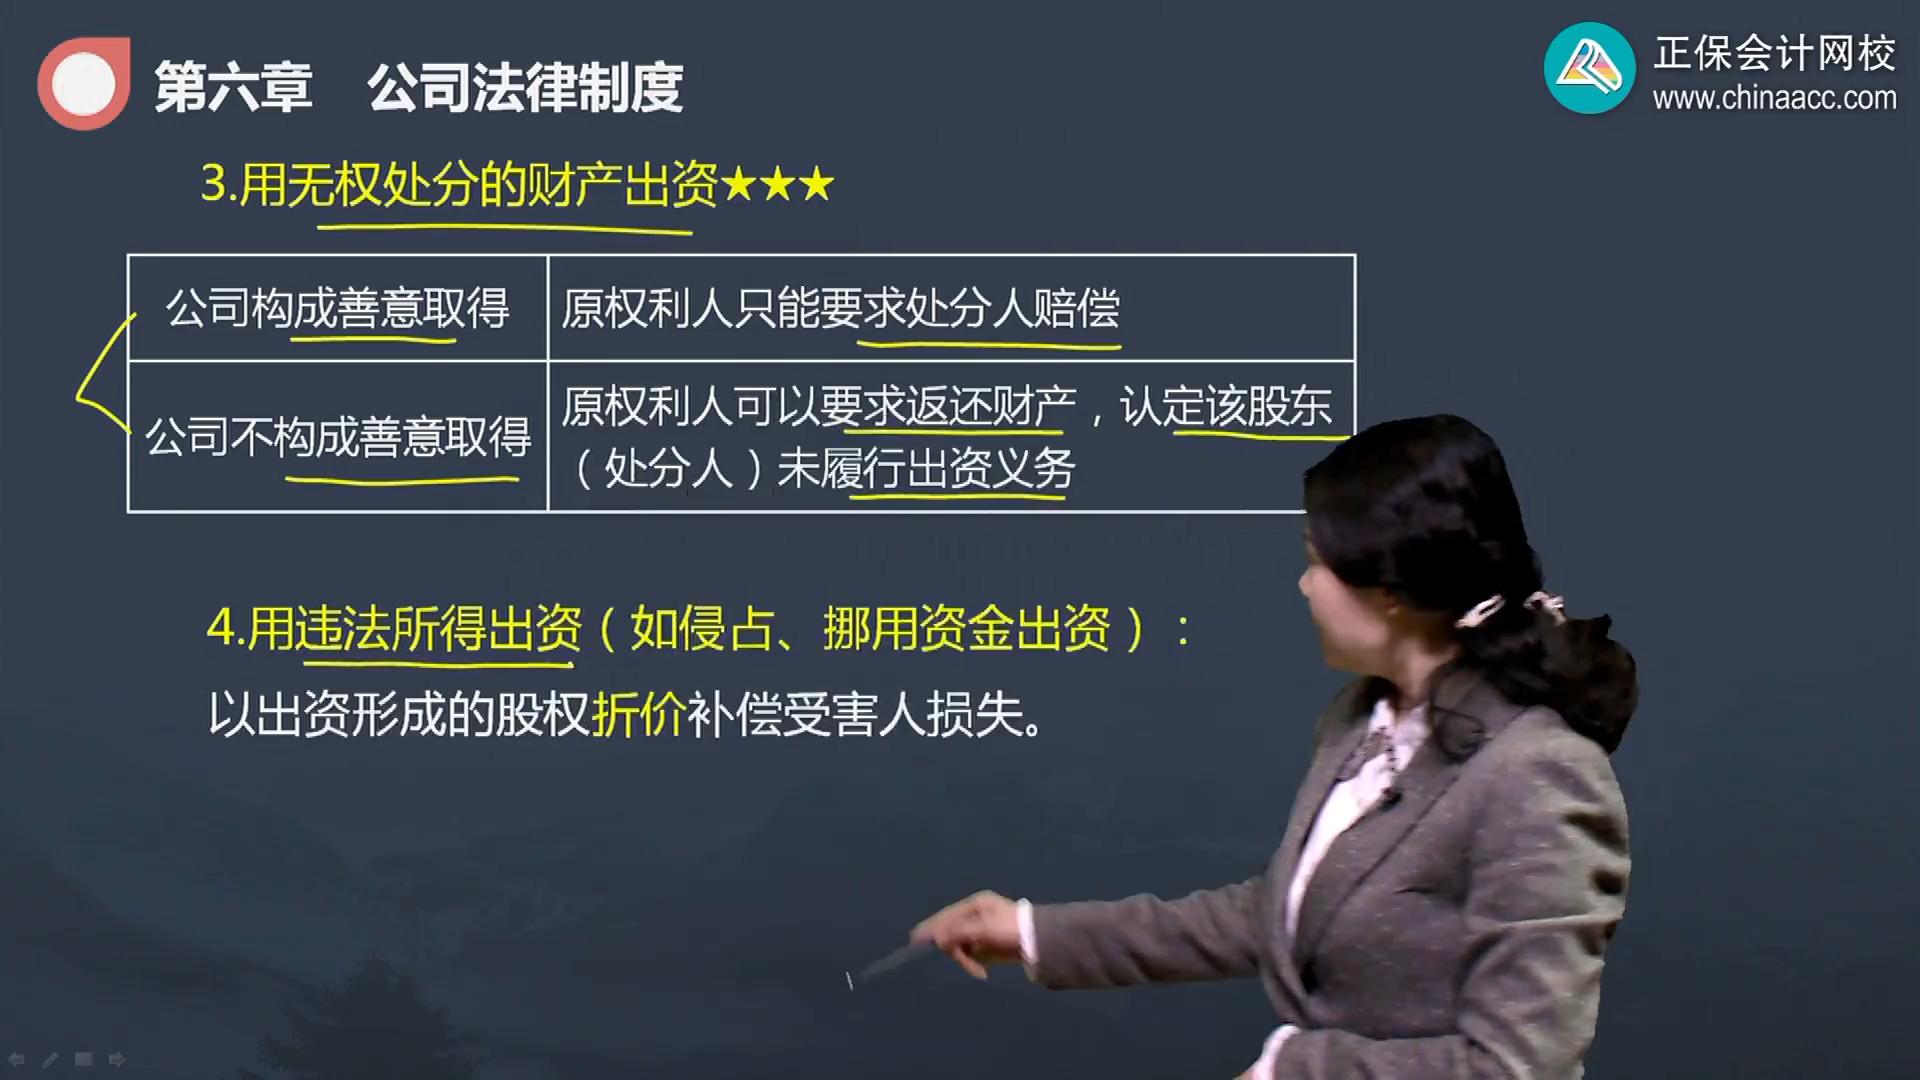 第六章 公司法律制度
正保会计网校
www.chinaacc.com
3.用无权处分的财产出资★★★
公司构成善意取得
原权利人只能要求处分人赔偿
公司不构成善意取得
原权利人可以要求返还财产，认定该股东
（处分人）未履行出资义务
4.用违法所得出资（如侵占、挪用资金出资）：
以出资形成的股权折价补偿受害人损失。